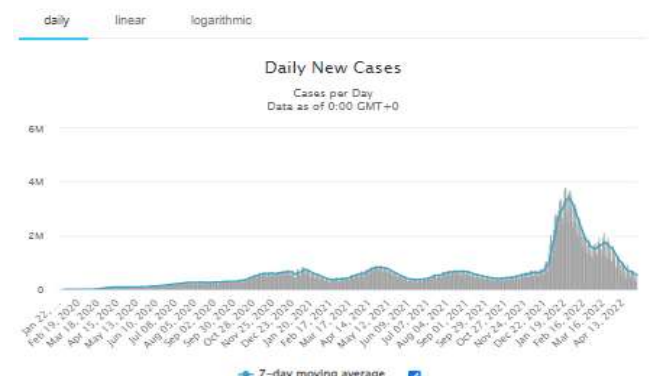 daily linear logarithmic
Daily New Cases
Cases per Day
Data as of 0:00 GMT+0
6M
4M
2M
0
Jan 22, ...
Feb 19, 2020
Mar 18, 2020
Apr 15, 2020
May 13, 2020
Jun 10, 2020
Jul 08, 2020
Aug 05, 2020
Sep 02, 2020
Sep 30, 2020
Oct 28, 2020
Nov 25, 2020
Dec 23, 2020
Jan 20, 2021
Feb 17, 2021
Mar 17, 2021
Apr 14, 2021
May 12, 2021
Jun 09, 2021
Jul 07, 2021
Aug 04, 2021
Sep 01, 2021
Sep 29, 2021
Oct 27, 2021
Nov 24, 2021
Dec 22, 2021
Jan 19, 2022
Feb 16, 2022
Mar 16, 2022
Apr 13, 2022
7-day moving average